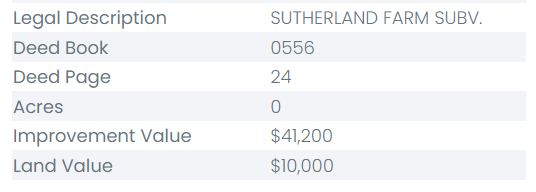 Legal Description SUTHERLAND FARM SUBV.
Deed Book 0556
Deed Page 24
Acres 0
Improvement Value $41,200
Land Value $10,000